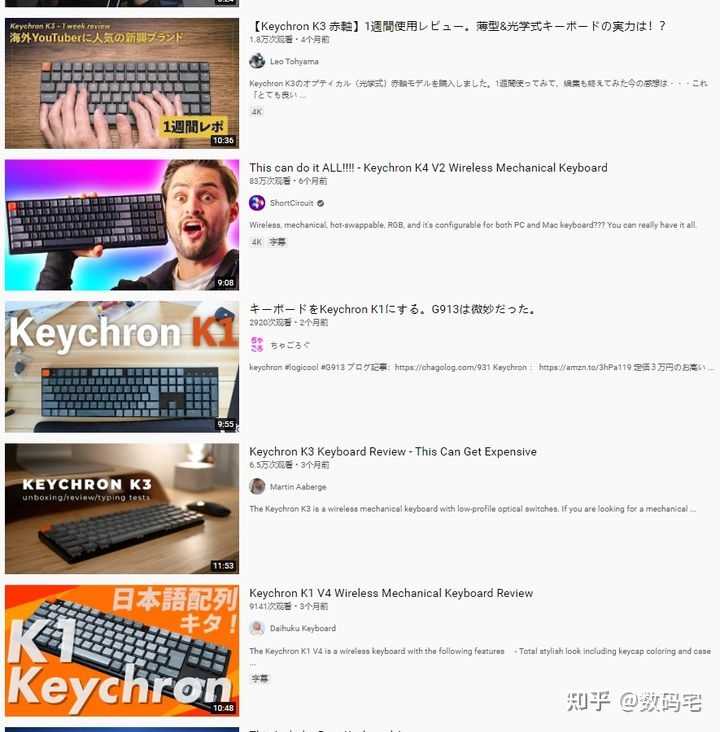 Keychron K3 – 1 week review
海外YouTuberに人気の新興ブランド
1週間レポ
10:36
【Keychron K3 赤軸】1週間使用レビュー。薄型&光学式キーボードの実力は！？
1.8万次观看・4个月前
Leo Tohyama
Keychron K3のオプティカル（光学式）赤軸モデルを購入しました。1週間使ってみて、編集も終えてみた今の感想は・・・これ
「とても良い ...
4K
9:08
This can do it ALL!!!! - Keychron K4 V2 Wireless Mechanical Keyboard
83万次观看・6个月前
ShortCircuit
Wireless, mechanical, hot-swappable, RGB, and it's configurable for both PC and Mac keyboard??? You can really have it all.
4K 字幕
Keychron K1
9:55
キーボードをKeychron K1にする。G913は微妙だった。
2920次观看・2个月前
ちゃごろぐ
ちゃごろぐ
keychron #logicool #G913 ブログ記事：https://chagolog.com/931 Keychron： https://amzn.to/3hPa119 定価３万円のお高い ...
KEYCHRON K3
unboxing/review/typing tests
11:53
Keychron K3 Keyboard Review - This Can Get Expensive
6.5万次观看・3个月前
Martin Aaberge
The Keychron K3 is a wireless mechanical keyboard with low-profile optical switches. If you are looking for a mechanical ...
日本語配列
キタ！
K1
Keychron
10:48
Keychron K1 V4 Wireless Mechanical Keyboard Review
9141次观看・3个月前
Daihuku Keyboard
The Keychron K1 V4 is a wireless keyboard with the following features - Total stylish look including keycap coloring and case
...
字幕
知乎 @数码宅